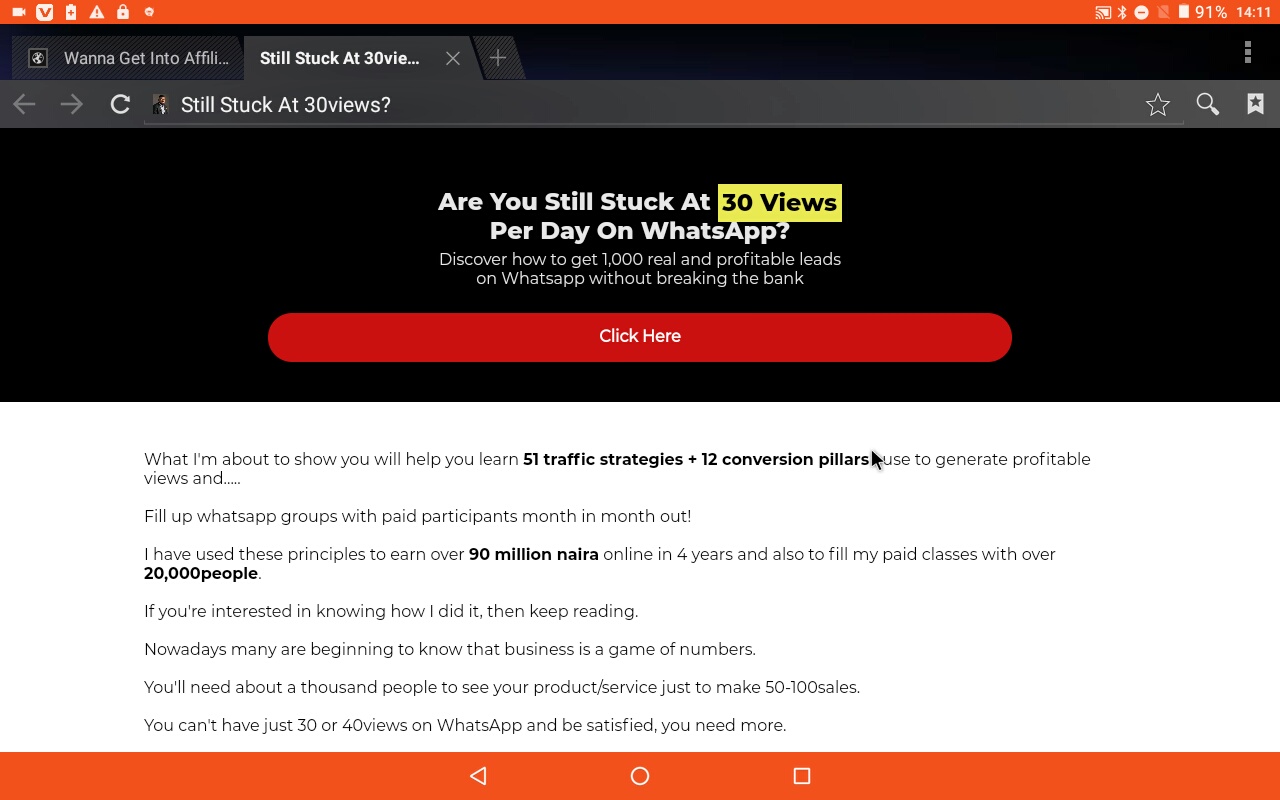 91% 14:11
Wanna Get Into Affili... Still Stuck At 30vie...
Still Stuck At 30views?
Are You Still Stuck At 30 Views
Per Day On WhatsApp?
Discover how to get 1,000 real and profitable leads
on Whatsapp without breaking the bank
Click Here
What I'm about to show you will help you learn 51 traffic strategies + 12 conversion pillars use to generate profitable
views and.....
Fill up whatsapp groups with paid participants month in month out!
I have used these principles to earn over 90 million naira online in 4 years and also to fill my paid classes with over
20,000people.
If you're interested in knowing how I did it, then keep reading.
Nowadays many are beginning to know that business is a game of numbers.
You'll need about a thousand people to see your product/service just to make 50-100sales.
You can't have just 30 or 40views on WhatsApp and be satisfied, you need more.